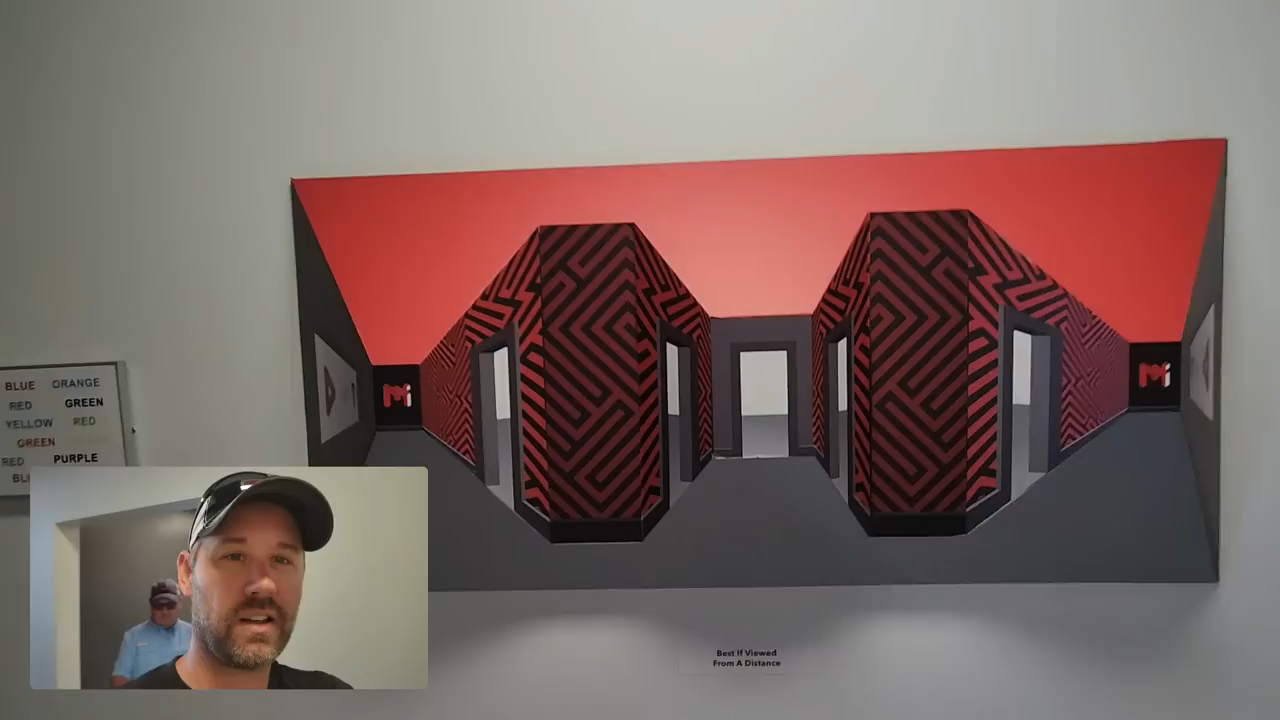 BLUE ORANGE
RED GREEN
YELLOW RED
GREEN
RED PURPLE
Mi
Mi
Best If Viewed
From A Distance